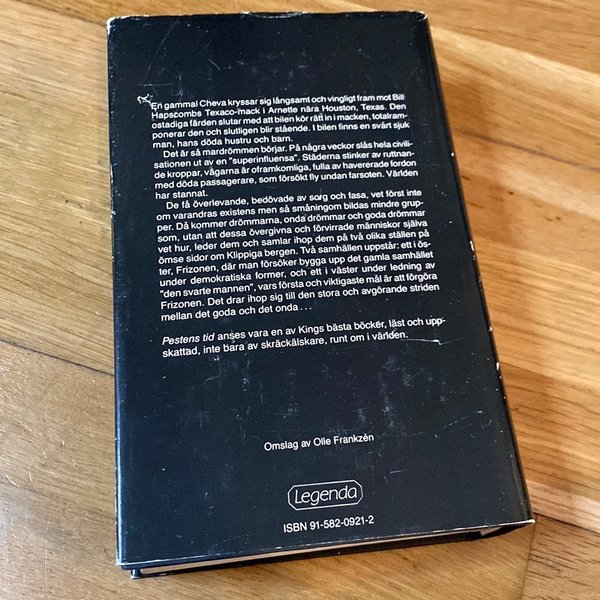 En gammal Cheva kryssar sig långsamt och vingligt fram mot Bill
Hapscombs Texaco-mack i Arnette nära Houston, Texas. Den
ostadiga färden slutar med att bilen kör rätt in i macken, totalram-
ponerar den och slutligen blir stående. I bilen finns en svårt sjuk
man, hans döda hustru och barn.
Det är så mardrömmen börjar. På några veckor slås hela civili-
sationen ut av en "superinfluensa". Städerna stinker av ruttnan-
de kroppar, vägarna är oframkomliga, fulla av havererade fordon
med döda passagerare, som försökt fly undan farsoten. Världen
har stannat.
De få överlevande, bedövade av sorg och fasa, vet först inte
om varandras existens men så småningom bildas mindre grup-
per. Då kommer drömmarna, onda drömmar och goda drömmar
som, utan att dessa övergivna och förvirrade människor själva
vet hur, leder dem och samlar ihop dem på två olika ställen på
ömse sidor om Klippiga bergen. Två samhällen uppstår: ett i ös-
ter, Frizonen, där man försöker bygga upp det gamla samhället
under demokratiska former, och ett i väster under ledning av
"den svarte mannen", vars första och viktigaste mål är att förgöra
Frizonen. Det drar ihop sig till den stora och avgörande striden
mellan det goda och det onda . . .
Pestens tid anses vara en av Kings bästa böcker, läst och upp-
skattad, inte bara av skräckälskare, runt om i världen.
Omslag av Olle Frankzén
Legenda
ISBN 91-582-0921-2